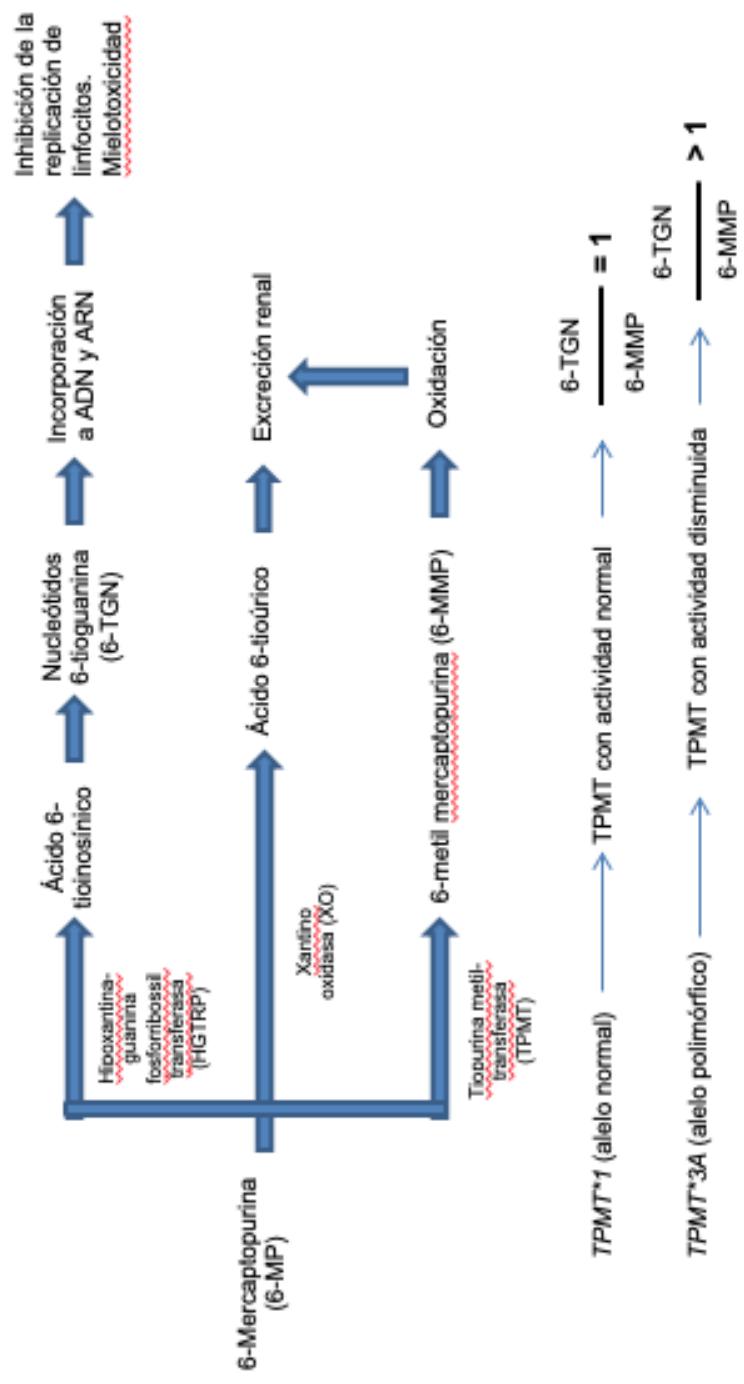 Hipoxantina-
guanina
fosforribossil
transferasa
(HGTRP)
Ácido 6-
tioinosínico
Nucleótidos
6-tioguanina
(6-TGN)
Incorporación
a ADN y ARN
Inhibición de la
replicación de
linfocitos.
Mielotoxicidad
6-Mercaptopurina
(6-MP)
Xantino
oxidasa (XO)
Ácido 6-tioúrico
Excreción renal
Tiopurina metil-
transferasa
(TPMT)
6-metil mercaptopurina (6-MMP)
Oxidación
TPMT*1 (alelo normal)
TPMT con actividad normal
6-TGN
6-MMP
= 1
TPMT*3A (alelo polimórfico)
TPMT con actividad disminuida
6-TGN
6-MMP
> 1